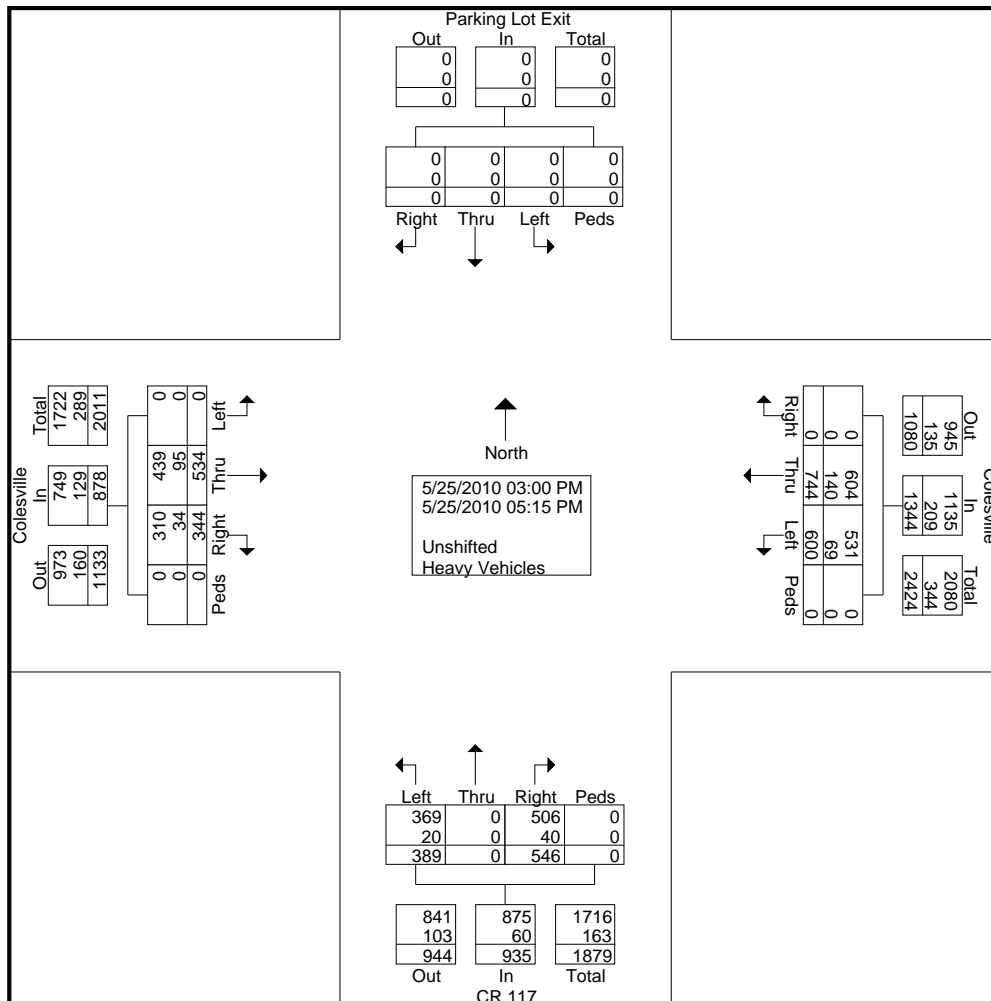 Parking Lot Exit
Out In Total
0 0 0
0 0 0
0 0 0
0 0 0 0
0 0 0 0
0 0 0 0
Right Thru Left Peds
Colesville
Total In Out
1722 749 973
289 129 160
2011 878 1133
0 439 310 0
0 95 34 0
0 534 344 0
Left Thru Right Peds
North
5/25/2010 03:00 PM
5/25/2010 05:15 PM
Unshifted
Heavy Vehicles
Right Thru Left Peds
0 744 600 0
0 140 69 0
0 604 531 0
1080 1344 2424
135 209 344
945 1135 2080
Out In Total
Colesville
Left Thru Right Peds
369 0 506 0
20 0 40 0
389 0 546 0
841 875 1716
103 60 163
944 935 1879
Out In Total
CR 117